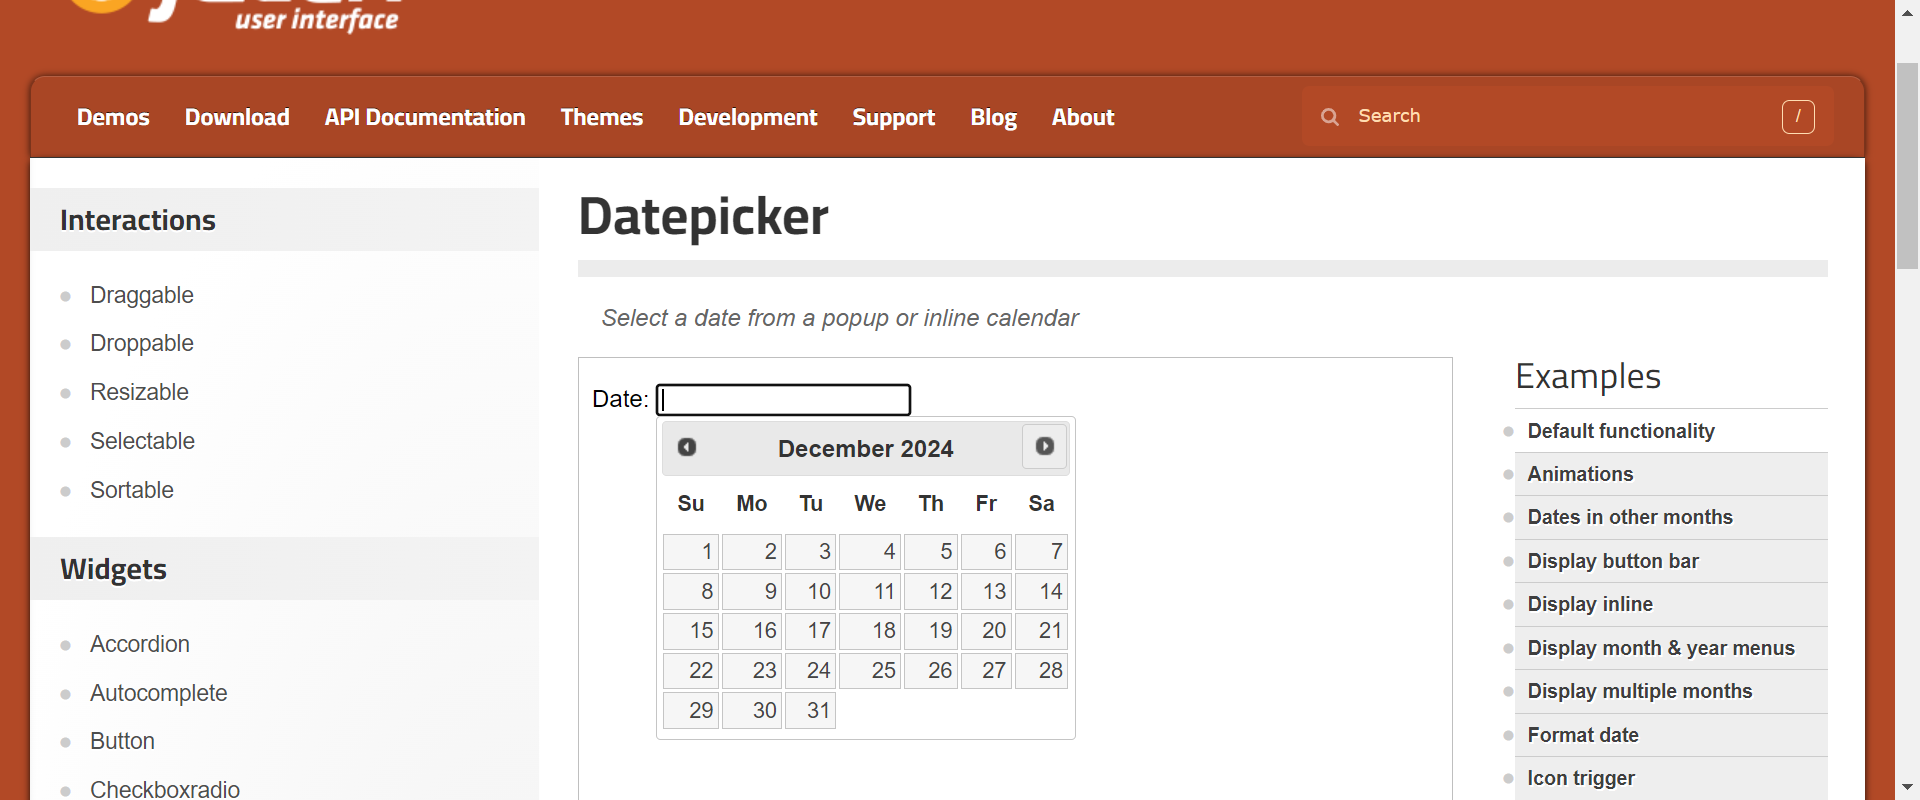 user interface
Demos Download API Documentation Themes Development Support Blog About Search /
Interactions
Draggable
Droppable
Resizable
Selectable
Sortable
Widgets
Accordion
Autocomplete
Button
Checkboxradio
Datepicker
Select a date from a popup or inline calendar
Date:
December 2024
Su Mo Tu We Th Fr Sa
1 2 3 4 5 6 7
8 9 10 11 12 13 14
15 16 17 18 19 20 21
22 23 24 25 26 27 28
29 30 31
Examples
Default functionality
Animations
Dates in other months
Display button bar
Display inline
Display month & year menus
Display multiple months
Format date
Icon trigger